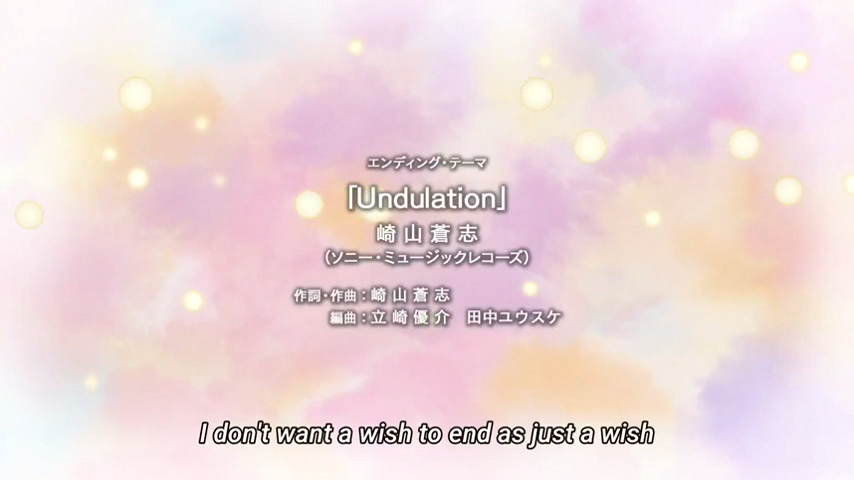 エンディング・テーマ
「Undulation」
崎山蒼志
（ソニー・ミュージックレコーズ）
作詞・作曲：崎山蒼志
編曲：立崎優介　田中ユウスケ
I don't want a wish to end as just a wish